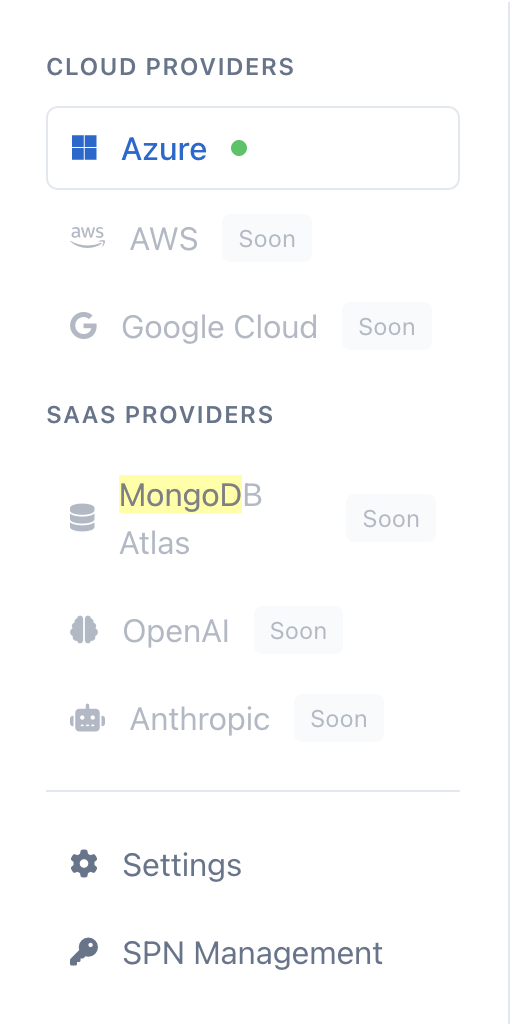 CLOUD PROVIDERS
Azure
aws AWS Soon
Google Cloud Soon
SAAS PROVIDERS
MongoDB
Atlas
Soon
OpenAI Soon
Anthropic Soon
Settings
SPN Management